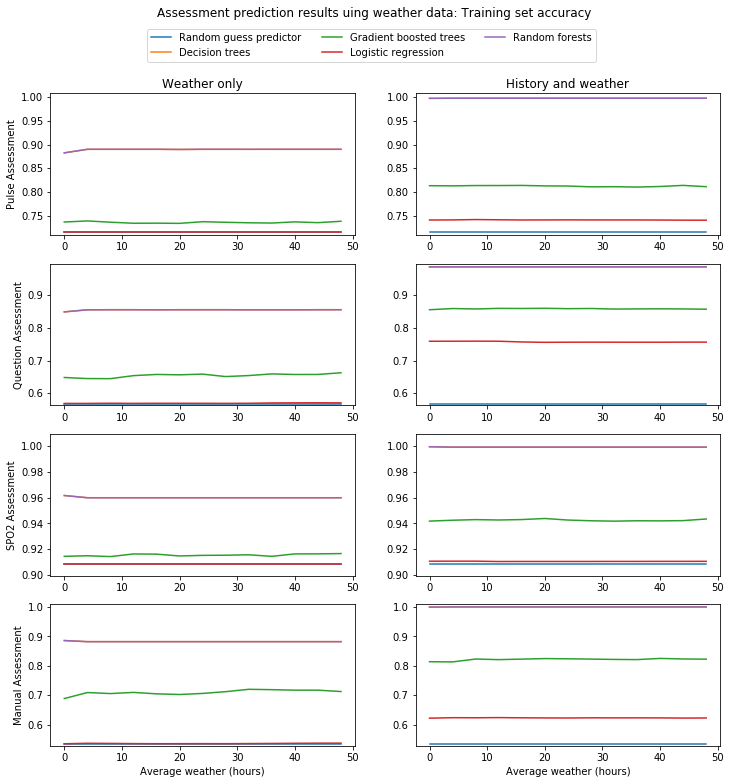 Assessment prediction results uing weather data: Training set accuracy
Random guess predictor Gradient boosted trees Random forests
Decision trees Logistic regression
Weather only History and weather
Pulse Assessment
1.00
0.95
0.90
0.85
0.80
0.75
0 10 20 30 40 50
1.00
0.95
0.90
0.85
0.80
0.75
0 10 20 30 40 50
Question Assessment
0.9
0.8
0.7
0.6
0 10 20 30 40 50
0.9
0.8
0.7
0.6
0 10 20 30 40 50
SPO2 Assessment
1.00
0.98
0.96
0.94
0.92
0.90
0 10 20 30 40 50
1.00
0.98
0.96
0.94
0.92
0.90
0 10 20 30 40 50
Manual Assessment
1.0
0.9
0.8
0.7
0.6
0 10 20 30 40 50
Average weather (hours)
1.0
0.9
0.8
0.7
0.6
0 10 20 30 40 50
Average weather (hours)